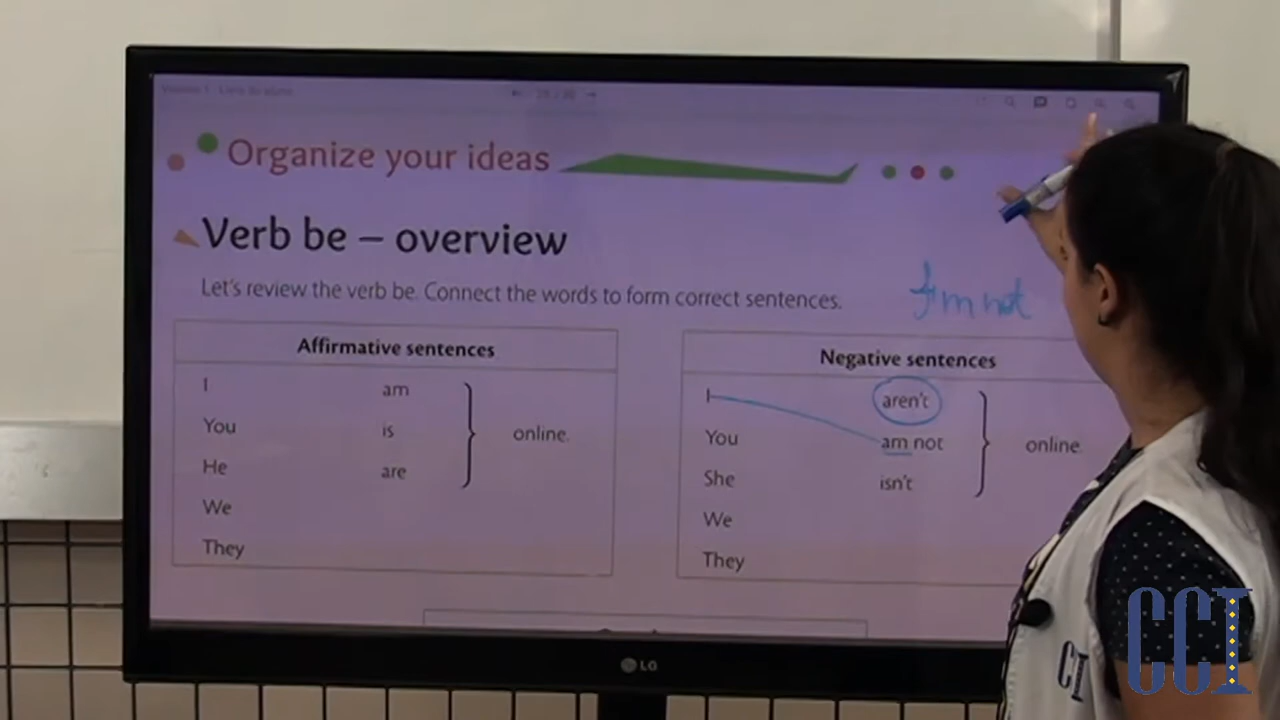 Organize your ideas
Verb be – overview
Let's review the verb be. Connect the words to form correct sentences.
I'm not
Affirmative sentences
I am
You is online.
He are
We
They
Negative sentences
I aren't
You am not online.
She isn't
We
They
LG
CCI
CCI